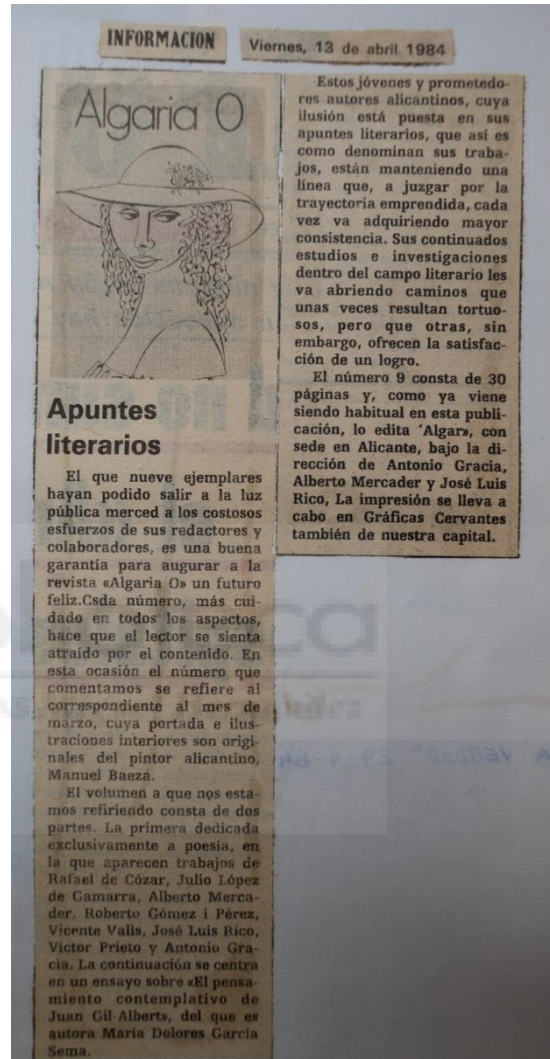 INFORMACION
Viernes, 13 de abril 1984
Algaria O
Apuntes
literarios
El que nueve ejemplares
hayan podido salir a la luz
pública merced a los costosos
esfuerzos de sus redactores y
colaboradores, es una buena
garantía para augurar a la
revista «Algaria O» un futuro
feliz.Csda número, más cui-
dado en todos los aspectos,
hace que el lector se sienta
atraído por el contenido. En
esta ocasión el número que
comentamos se refiere al
correspondiente al mes de
marzo, cuya portada e ilus-
traciones interiores son origi-
nales del pintor alicantino,
Manuel Baeza.
El volumen a que nos esta-
mos refiriendo consta de dos
partes. La primera dedicada
exclusivamente a poesía, en
la que aparecen trabajos de
Rafael de Cózar, Julio López
de Gamarra, Alberto Merca-
der, Roberto Gómez i Pérez,
Vicente Valls, José Luis Rico,
Víctor Prieto y Antonio Gra-
cia. La continuación se centra
en un ensayo sobre «El pensa-
miento contemplativo de
Juan Gil-Albert», del que es
autora María Dolores García
Sema.
Estos jóvenes y prometedo-
res autores alicantinos, cuya
ilusión está puesta en sus
apuntes literarios, que así es
como denominan sus traba-
jos, están manteniendo una
línea que, a juzgar por la
trayectoria emprendida, cada
vez va adquiriendo mayor
consistencia. Sus continuados
estudios e investigaciones
dentro del campo literario les
va abriendo caminos que
unas veces resultan tortuo-
sos, pero que otras, sin
embargo, ofrecen la satisfac-
ción de un logro.
El número 9 consta de 30
páginas y, como ya viene
siendo habitual en esta publi-
cación, lo edita 'Algar», con
sede en Alicante, bajo la di-
rección de Antonio Gracia,
Alberto Mercader y José Luis
Rico, La impresión se lleva a
cabo en Gráficas Cervantes
también de nuestra capital.